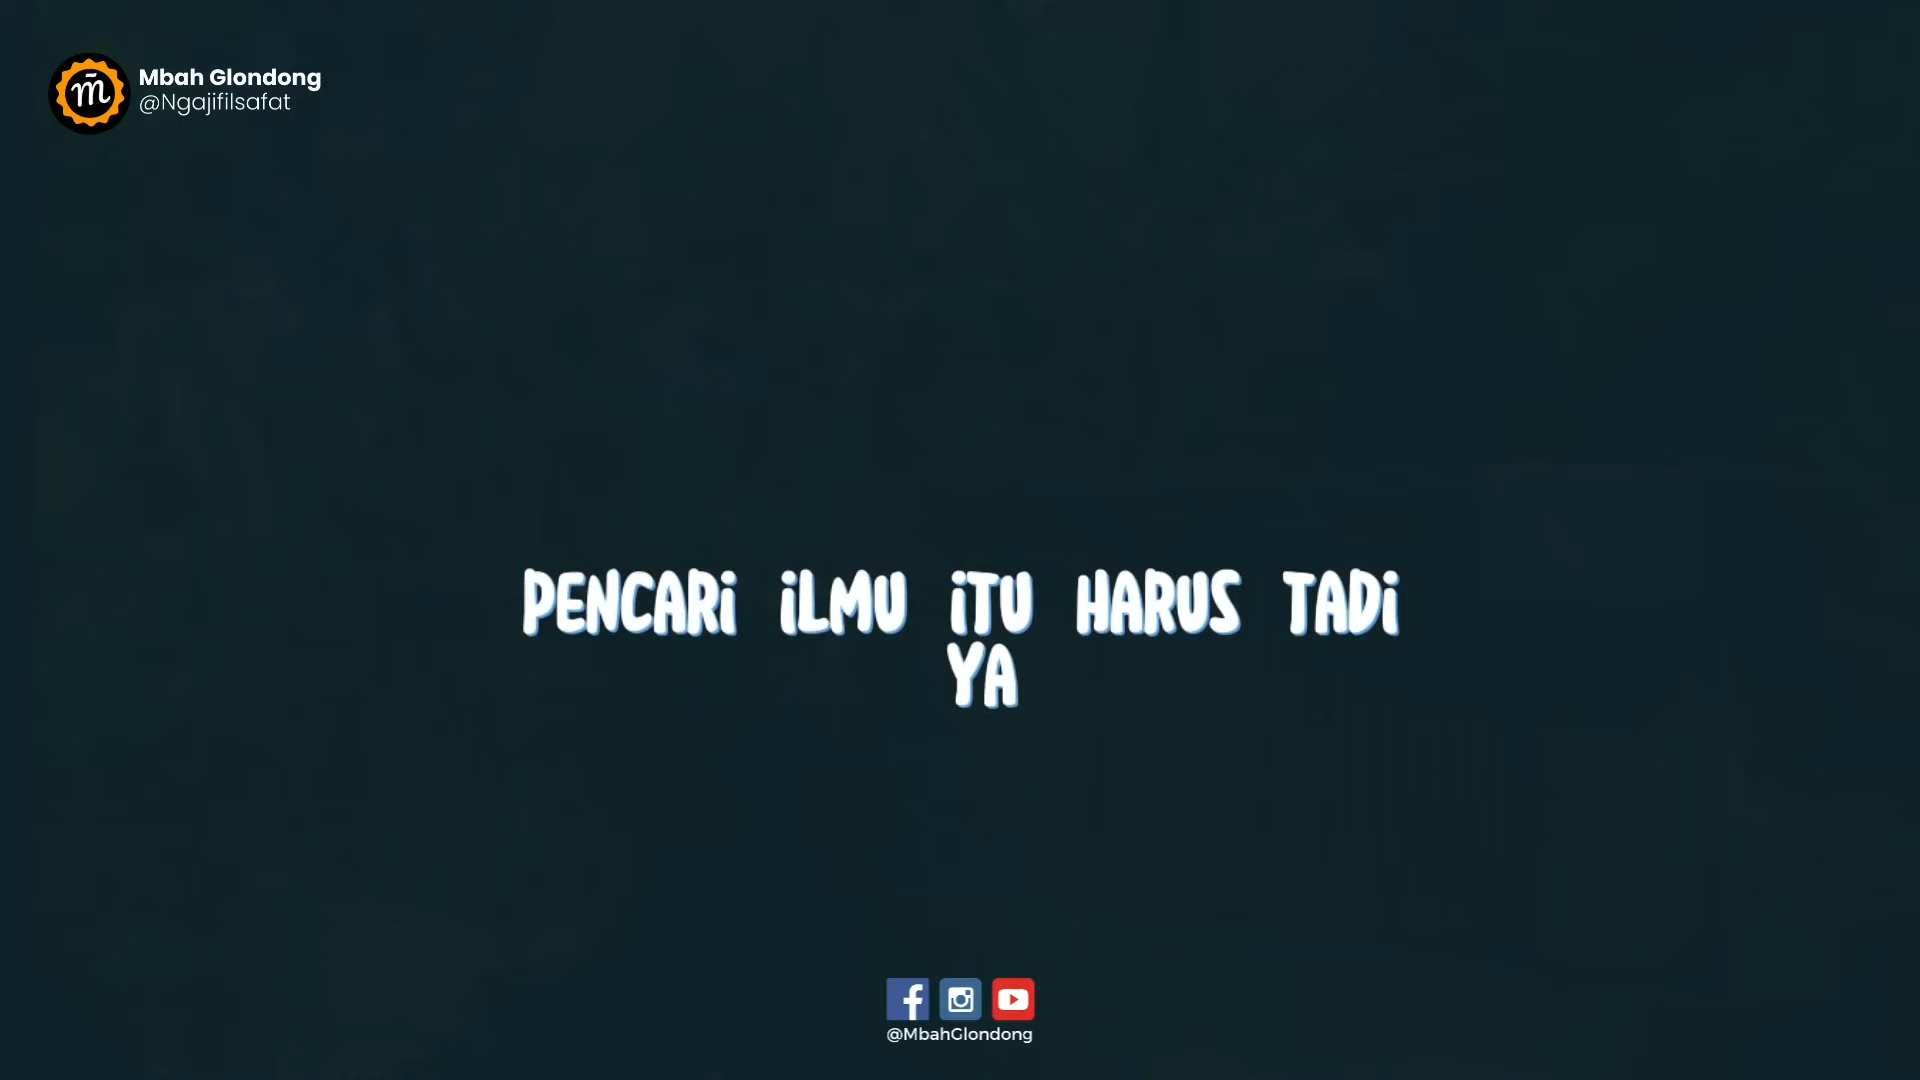 m̄
Mbah Glondong
@Ngajifilsafat
PENCARi iLMU iTU HARUS TADi
YA
@MbahGlondong